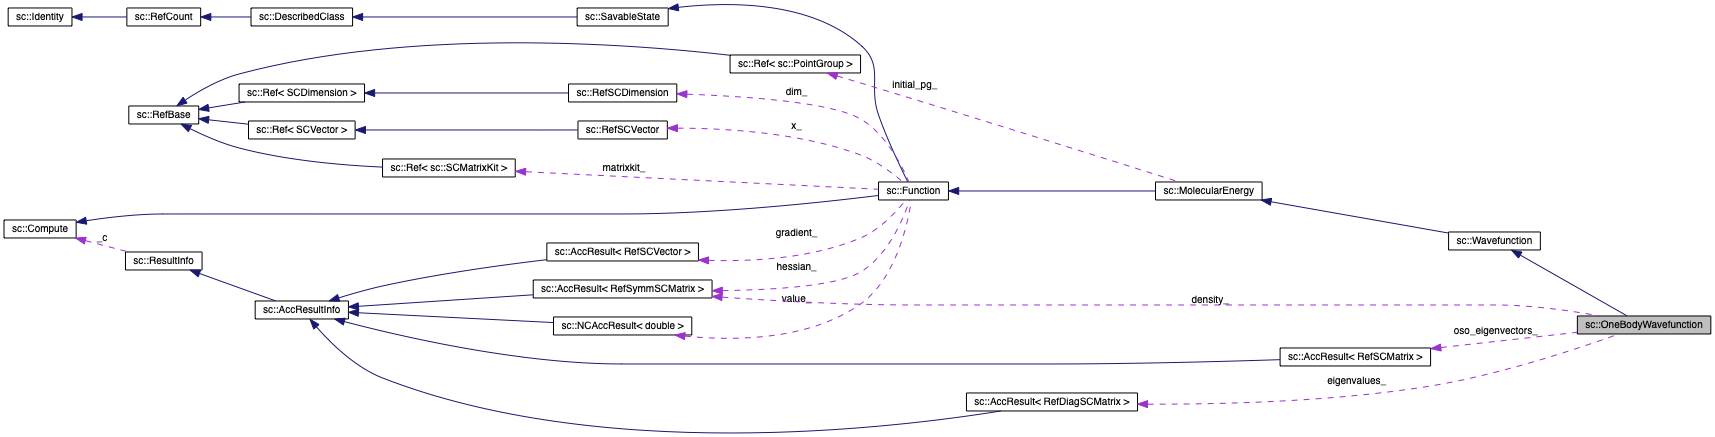 sc::Identity
sc::RefCount
sc::DescribedClass
sc::SavableState
sc::Ref< sc::PointGroup >
initial_pg_
sc::Ref< SCDimension >
sc::RefSCDimension
dim_
sc::RefBase
sc::Ref< SCVector >
sc::RefSCVector
x_
sc::Ref< sc::SCMatrixKit >
matrixkit_
sc::Function
sc::MolecularEnergy
sc::Compute
_c
sc::ResultInfo
sc::AccResult< RefSCVector >
gradient_
sc::Wavefunction
hessian_
sc::AccResult< RefSymmSCMatrix >
value_
density_
sc::AccResultInfo
sc::NCAccResult< double >
sc::OneBodyWavefunction
oso_eigenvectors_
sc::AccResult< RefSCMatrix >
eigenvalues_
sc::AccResult< RefDiagSCMatrix >